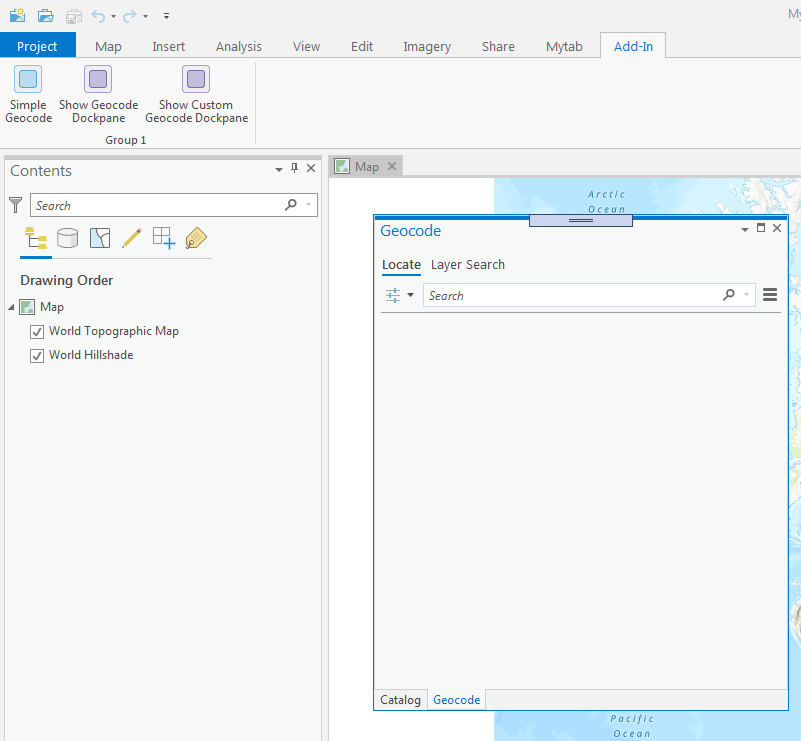 My
Project Map Insert Analysis View Edit Imagery Share Mytab Add-In
Simple Geocode
Show Geocode Dockpane
Show Custom Geocode Dockpane
Group 1
Contents
Search
Drawing Order
Map
World Topographic Map
World Hillshade
Map
Arctic
Ocean
Geocode
Locate Layer Search
Search
Catalog Geocode
Pacific
Ocean